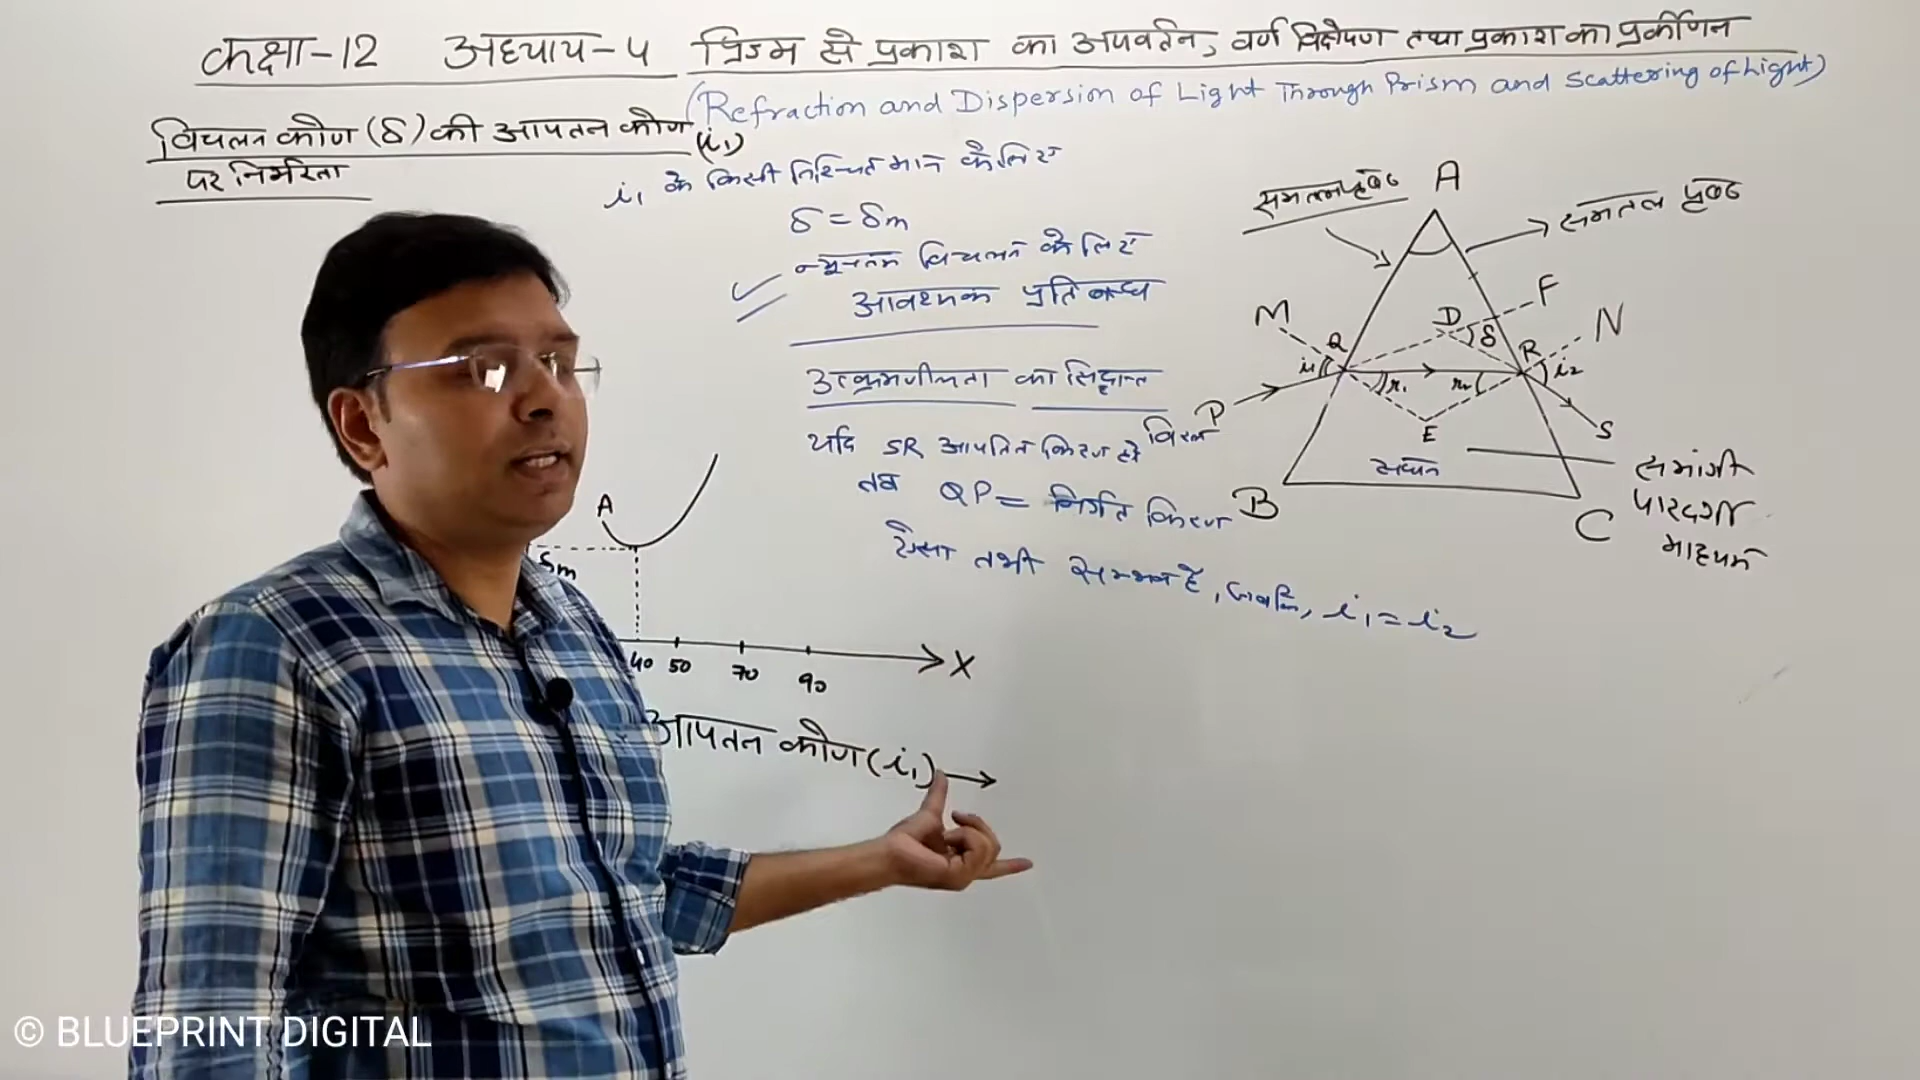 कक्षा-12 अध्याय-५ प्रिज्म से प्रकाश का अपवर्तन, वर्ण विक्षेपण तथा प्रकाश का प्रर्कीणन
(Refraction and Dispersion of Light Through Prism and Scattering of Light)
विचलन कोण (δ) की आपतन कोण (i₁)
पर निर्भरता
i₁ के किसी निश्चित मान के लिए
δ = δm
न्यूनतम विचलन के लिए
आवश्यक प्रतिबन्ध
उत्क्रमणीयता का सिद्धान्त
यदि SR आपतित किरण हो
तब QP = निर्गत किरण
ऐसा तभी सम्भव है, जबकि, i₁ = i₂
समतल पृष्ठ
A
समतल पृष्ठ
M
D
F
N
δ
Q
R
i₁
r₁
r₂
i₂
P
विरल
E
S
सघन
B
C
समांगी
पारदर्शी
माध्यम
A
δm
40 50 70 90
X
आपतन कोण (i₁) →
© BLUEPRINT DIGITAL